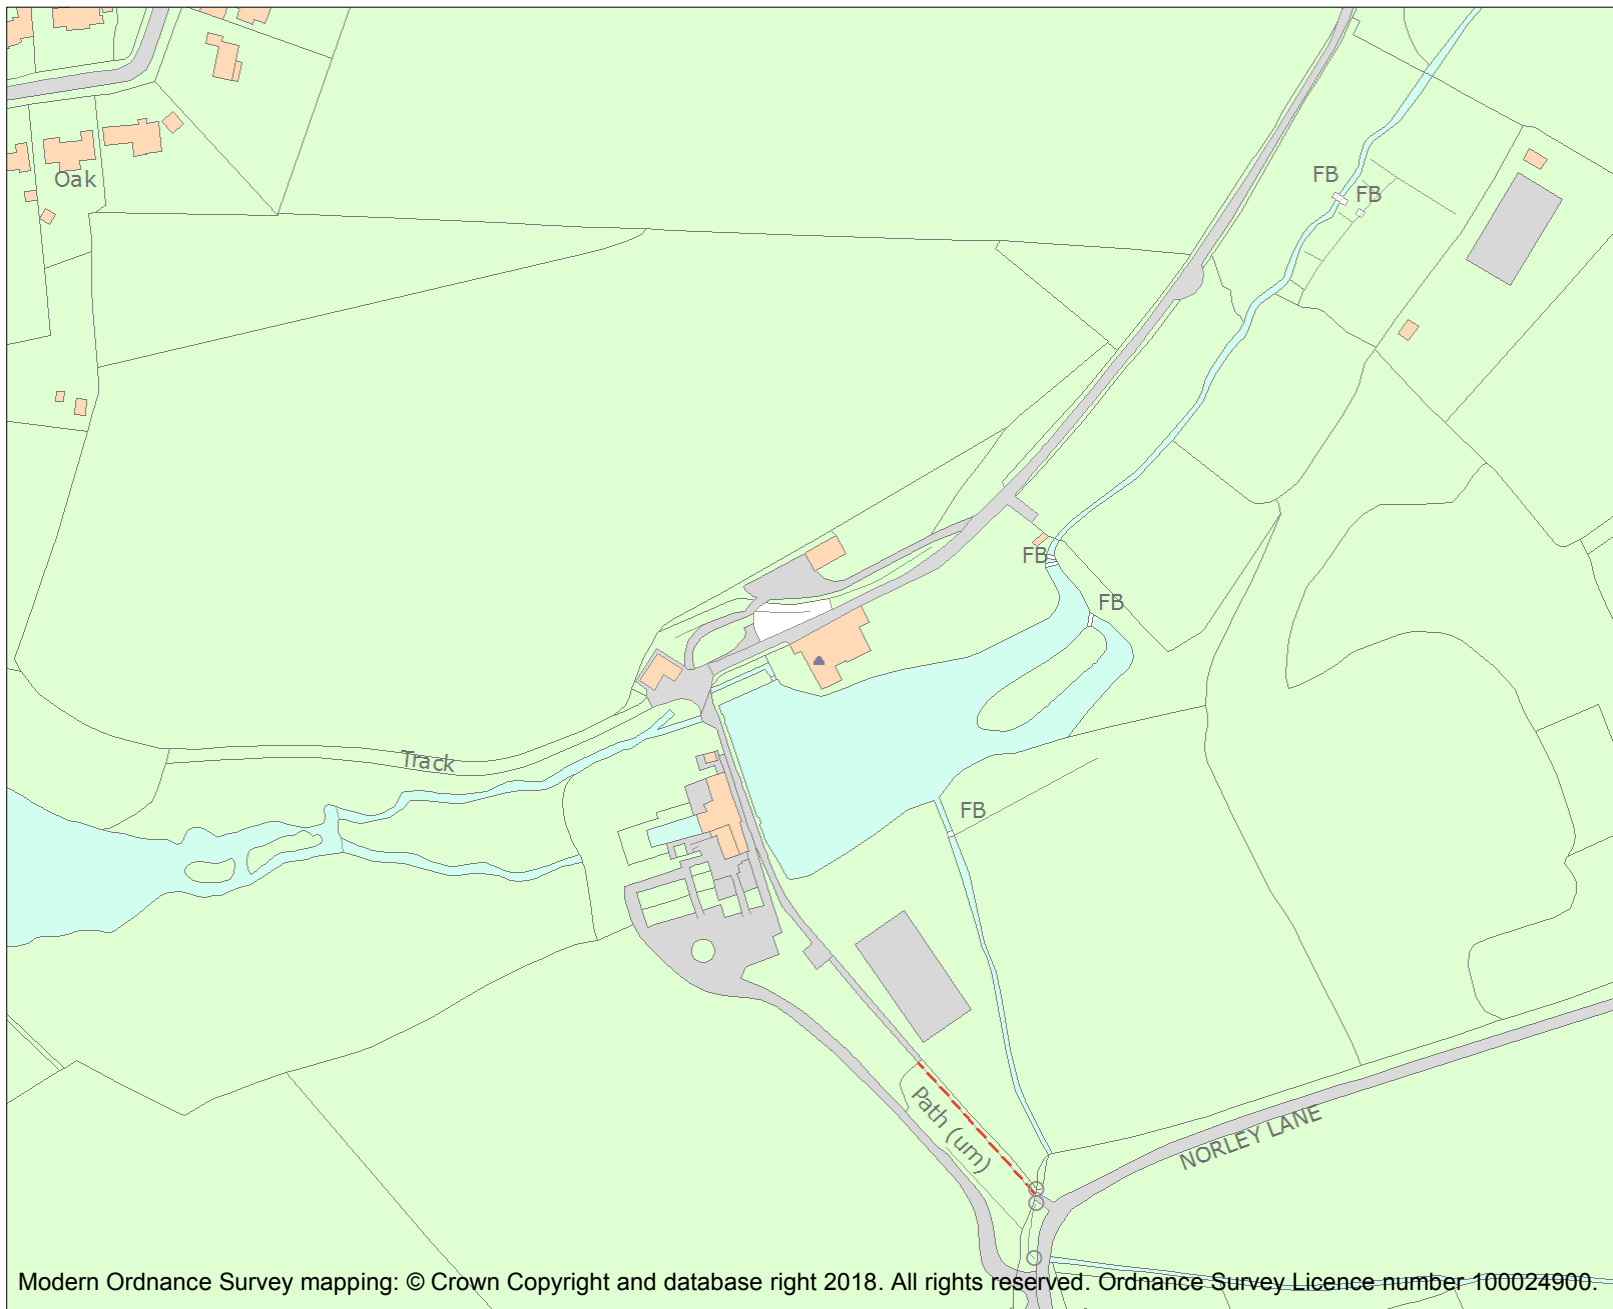 FB
FB
Oak
FB
FB
Track
FB
Path (um)
NORLEY LANE
Modern Ordnance Survey mapping: © Crown Copyright and database right 2018. All rights reserved. Ordnance Survey Licence number 100024900.